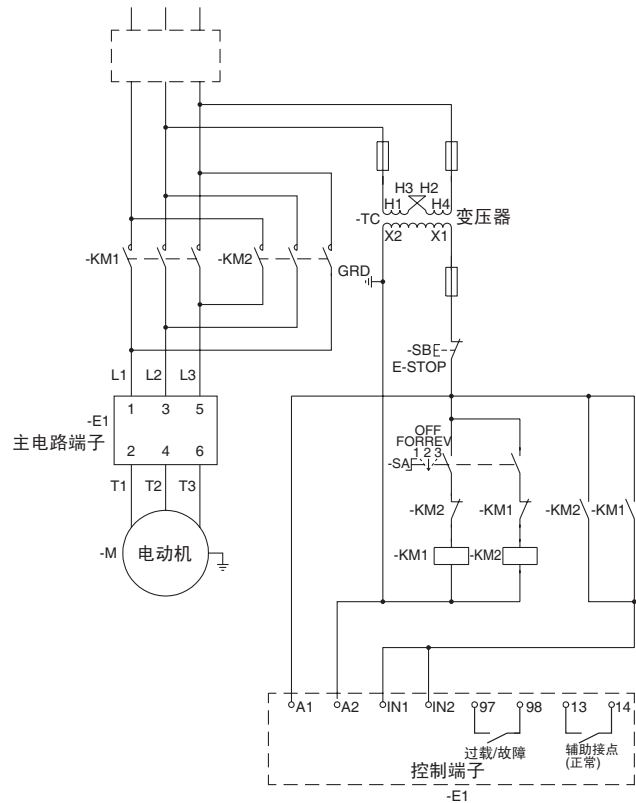 H3 H2
H1 H4
-TC
变压器
X2 X1
-KM1
-KM2
GRD
-SB
E-STOP
L1 L2 L3
1 3 5
-E1
主电路端子
2 4 6
OFF
FORREV
1 2 3
-SA
T1 T2 T3
-KM2 -KM1 -KM2 -KM1
-M 电动机
-KM1 -KM2
A1 A2 IN1 IN2 97 98 13 14
过载/故障
辅助接点
(正常)
控制端子
-E1